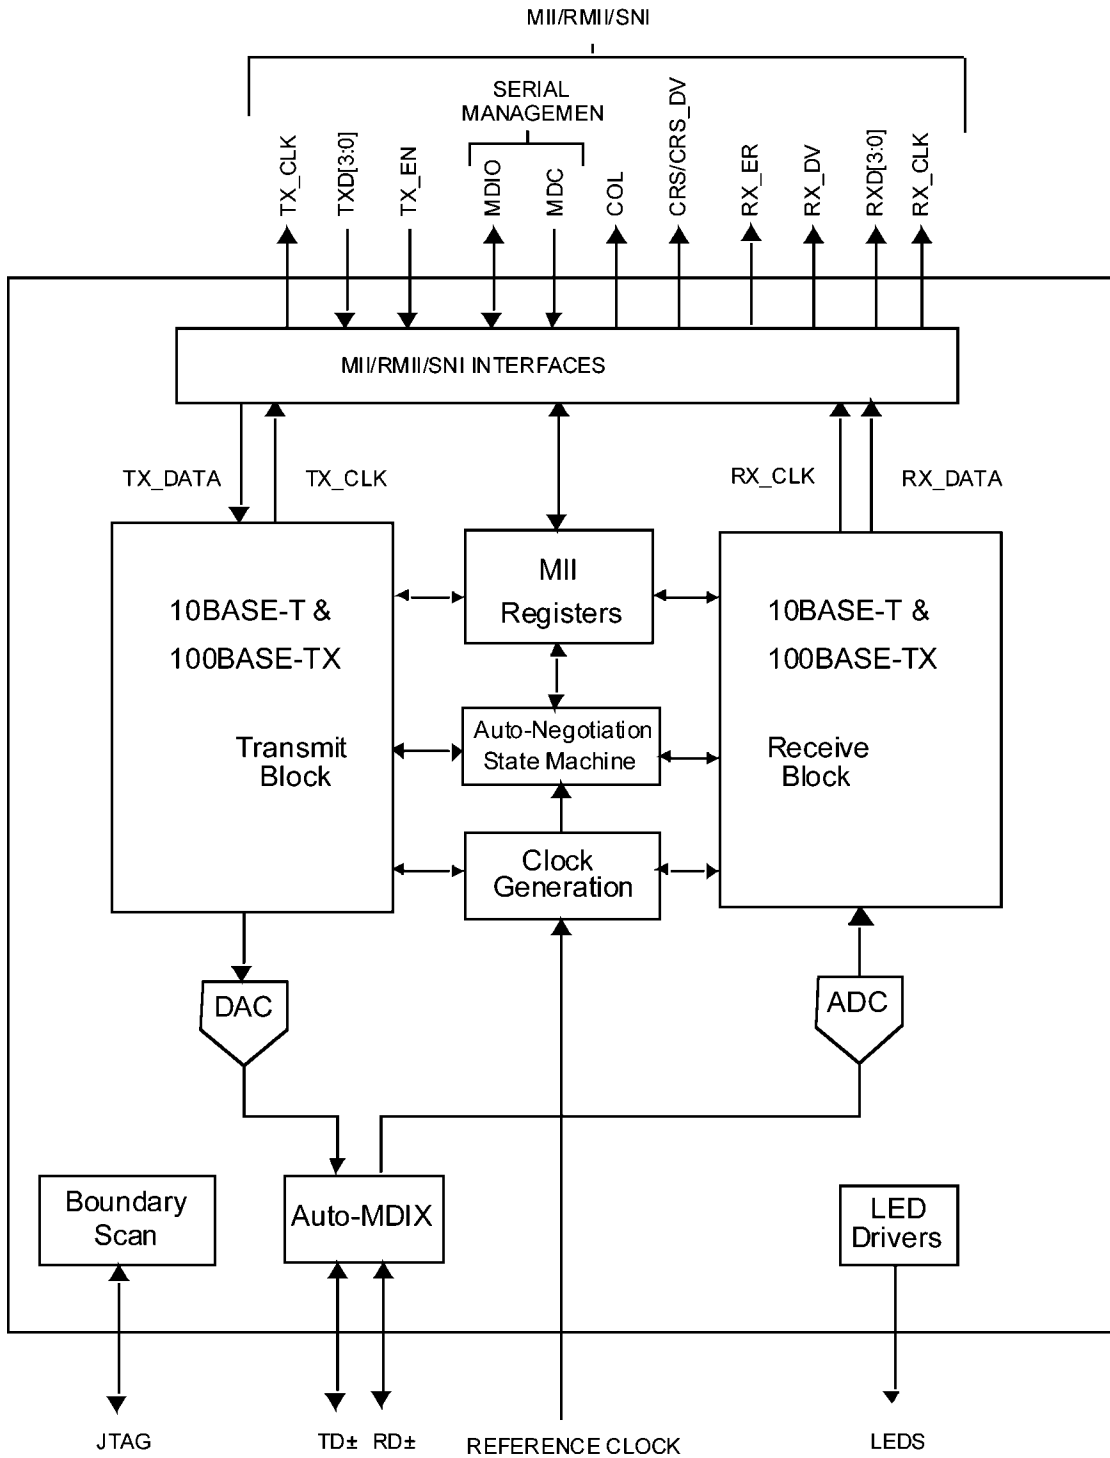 MII/RMII/SNI
SERIAL
MANAGEMEN
TX_CLK
TXD[3:0]
TX_EN
MDIO
MDC
COL
CRS/CRS_DV
RX_ER
RX_DV
RXD[3:0]
RX_CLK
MII/RMII/SNI INTERFACES
TX_DATA
TX_CLK
RX_CLK
RX_DATA
10BASE-T &
100BASE-TX
Transmit
Block
MII
Registers
10BASE-T &
100BASE-TX
Receive
Block
Auto-Negotiation
State Machine
Clock
Generation
DAC
ADC
Boundary
Scan
Auto-MDIX
LED
Drivers
JTAG
TD±
RD±
REFERENCE CLOCK
LEDS